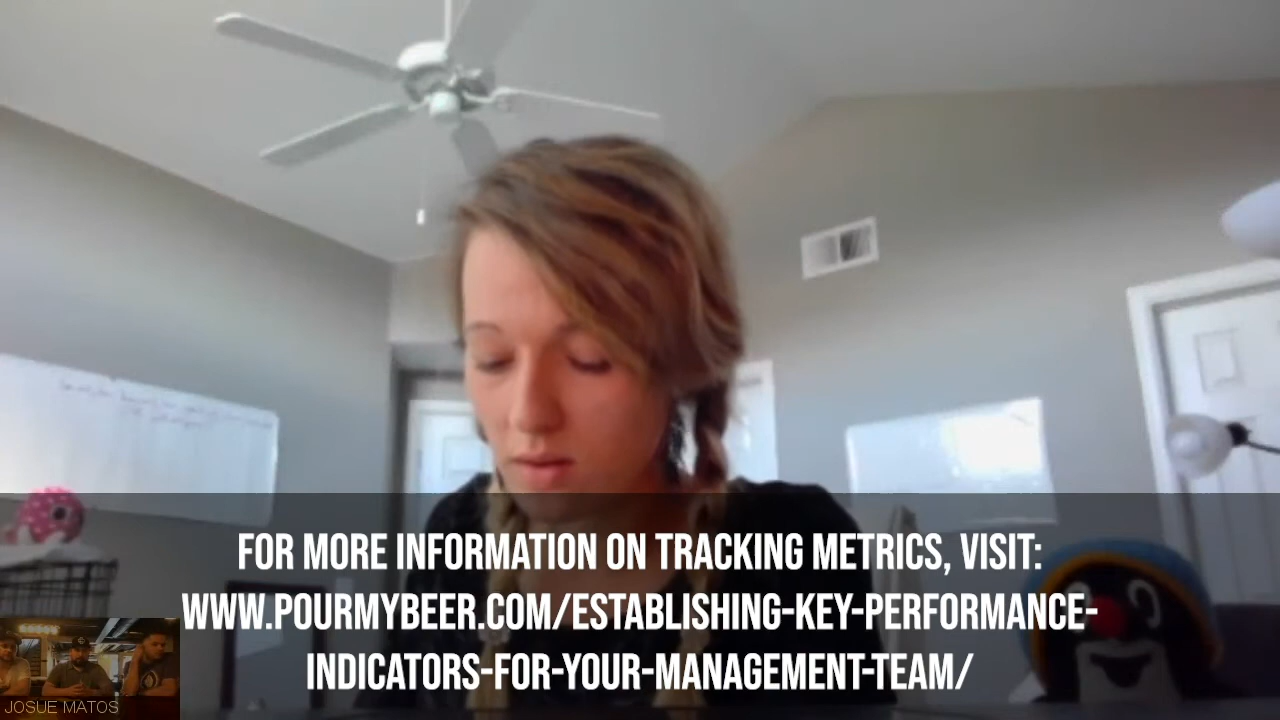 FOR MORE INFORMATION ON TRACKING METRICS, VISIT:
WWW.POURMYBEER.COM/ESTABLISHING-KEY-PERFORMANCE-
INDICATORS-FOR-YOUR-MANAGEMENT-TEAM/
JOSUE MATOS